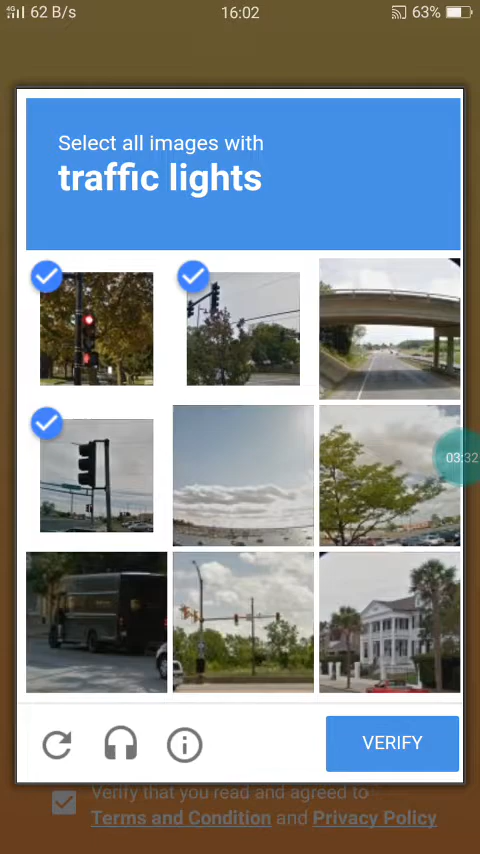 4G 62 B/s 16:02 63%
Select all images with
traffic lights
03:32
VERIFY
Verify that you read and agreed to
Terms and Condition and Privacy Policy